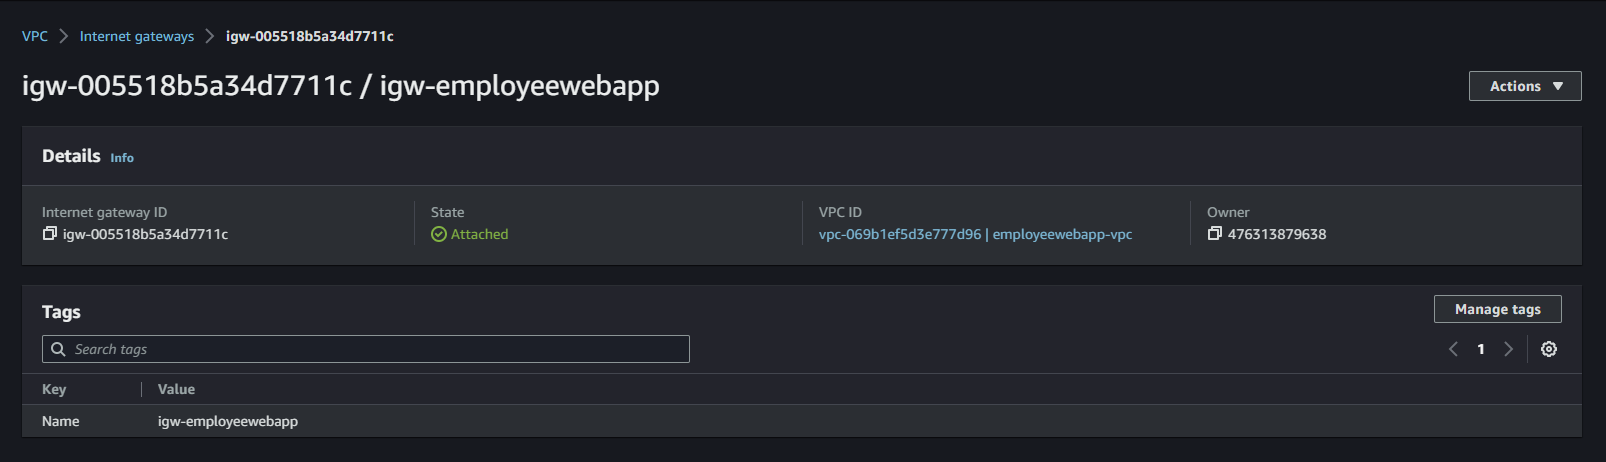 VPC > Internet gateways > igw-005518b5a34d7711c
igw-005518b5a34d7711c / igw-employeewebapp
Actions
Details Info
Internet gateway ID
igw-005518b5a34d7711c
State
Attached
VPC ID
vpc-069b1ef5d3e777d96 | employeewebapp-vpc
Owner
476313879638
Tags
Manage tags
Search tags
1
Key Value
Name igw-employeewebapp